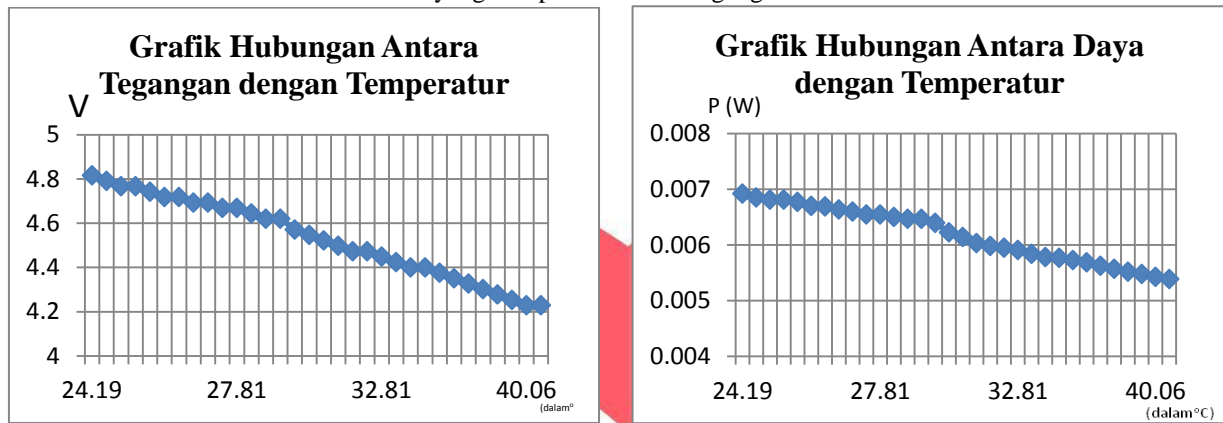 Grafik Hubungan Antara
Tegangan dengan Temperatur
V
5
4.8
4.6
4.4
4.2
4
24.19 27.81 32.81 40.06
(dalam°
Grafik Hubungan Antara Daya
dengan Temperatur
P (W)
0.008
0.007
0.006
0.005
0.004
24.19 27.81 32.81 40.06
(dalam°C)